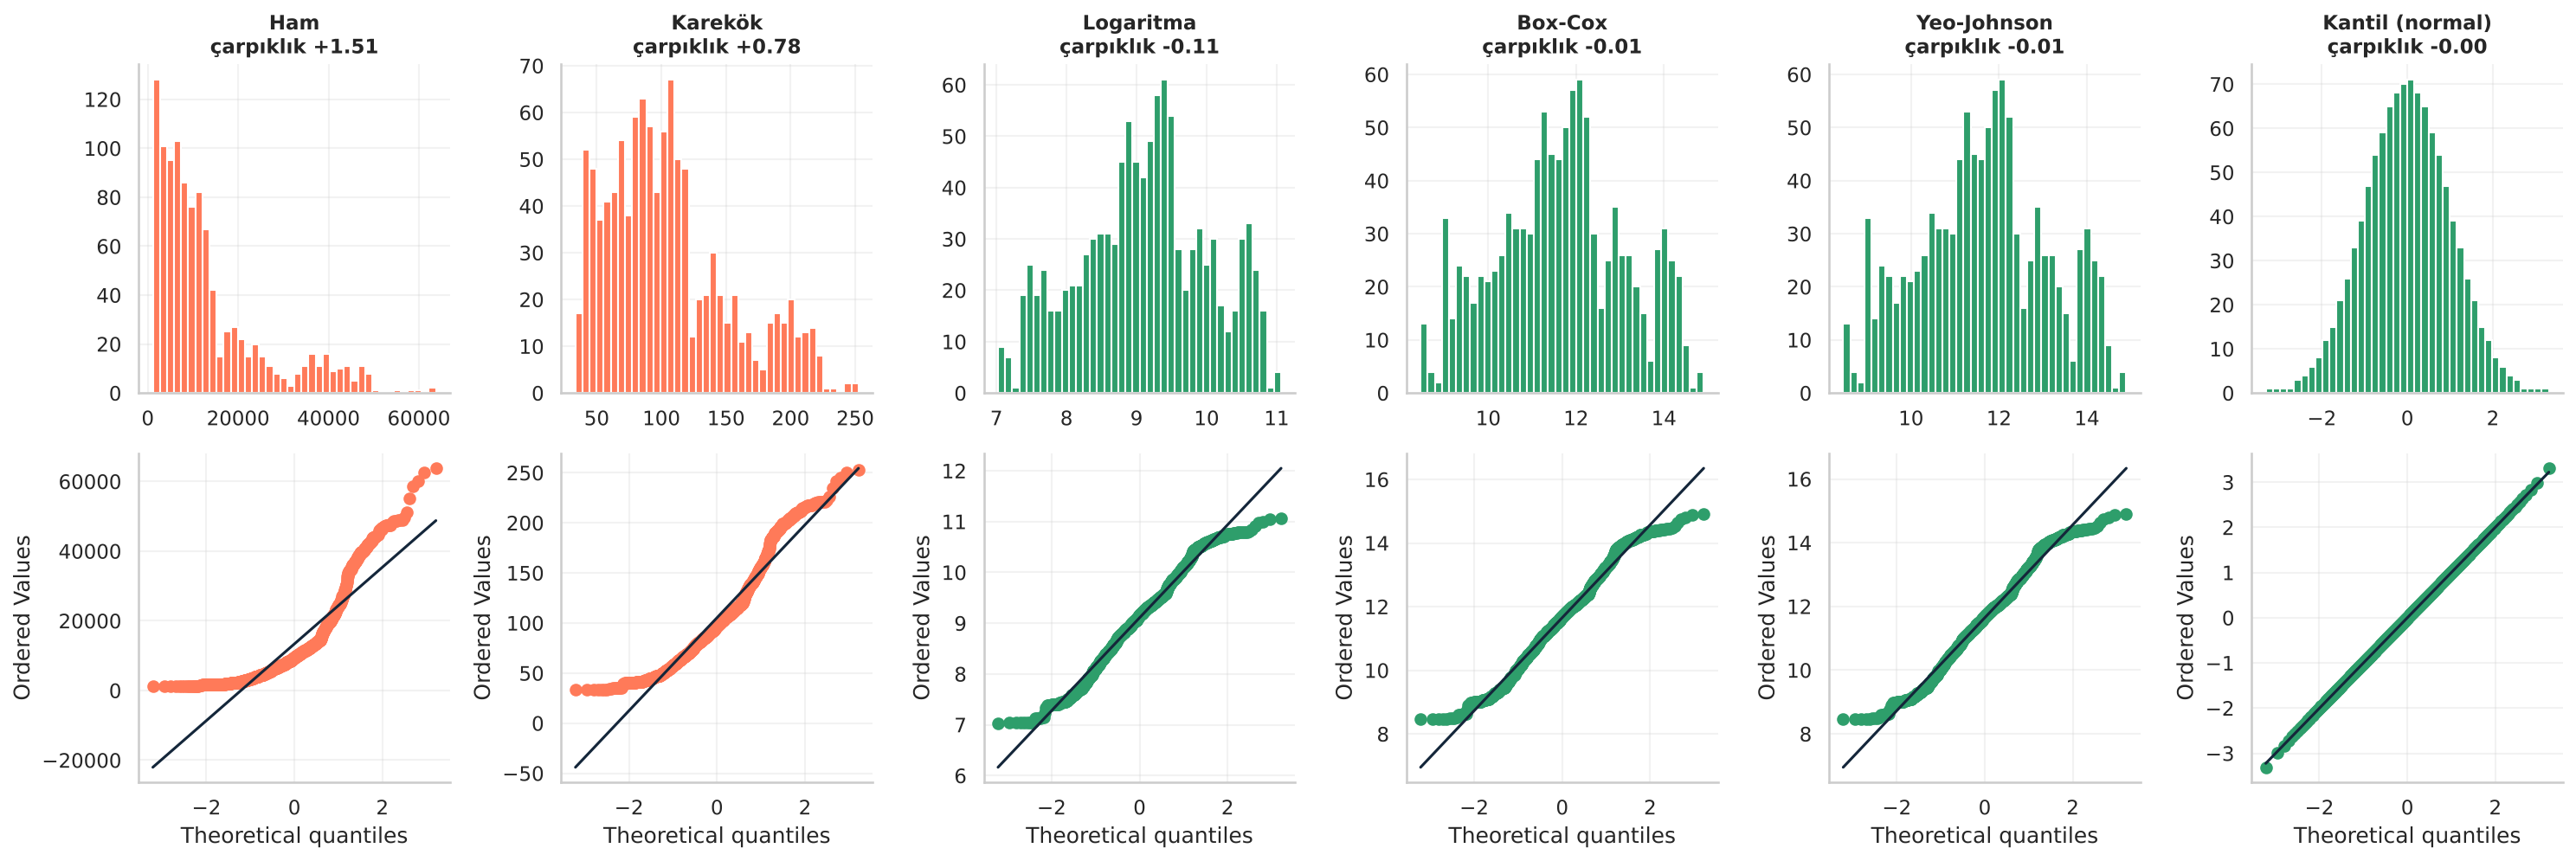 Ham
çarpıklık +1.51
Karekök
çarpıklık +0.78
Logaritma
çarpıklık -0.11
Box-Cox
çarpıklık -0.01
Yeo-Johnson
çarpıklık -0.01
Kantil (normal)
çarpıklık -0.00
120
100
80
60
40
20
0
0 20000 40000 60000
70
60
50
40
30
20
10
0
50 100 150 200 250
60
50
40
30
20
10
0
7 8 9 10 11
60
50
40
30
20
10
0
10 12 14
60
50
40
30
20
10
0
10 12 14
70
60
50
40
30
20
10
0
−2 0 2
Ordered Values
60000
40000
20000
0
−20000
−2 0 2
Theoretical quantiles
Ordered Values
250
200
150
100
50
0
−50
−2 0 2
Theoretical quantiles
Ordered Values
12
11
10
9
8
7
6
−2 0 2
Theoretical quantiles
Ordered Values
16
14
12
10
8
−2 0 2
Theoretical quantiles
Ordered Values
16
14
12
10
8
−2 0 2
Theoretical quantiles
Ordered Values
3
2
1
0
−1
−2
−3
−2 0 2
Theoretical quantiles